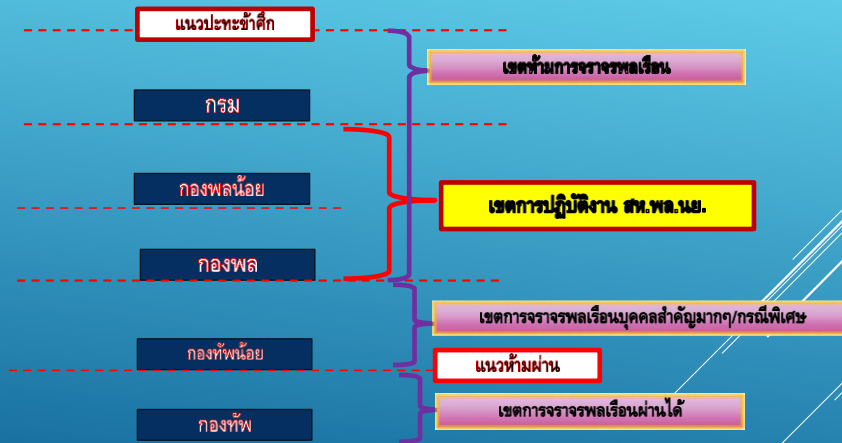 แนวปะทะข้าศึก
เขตห้ามการจราจรพลเรือน
กรม
กองพลน้อย
เขตการปฏิบัติงาน สห.พล.นย.
กองพล
เขตการจราจรพลเรือนบุคคลสำคัญมากๆ/กรณีพิเศษ
กองทัพน้อย
แนวห้ามผ่าน
เขตการจราจรพลเรือนผ่านได้
กองทัพ